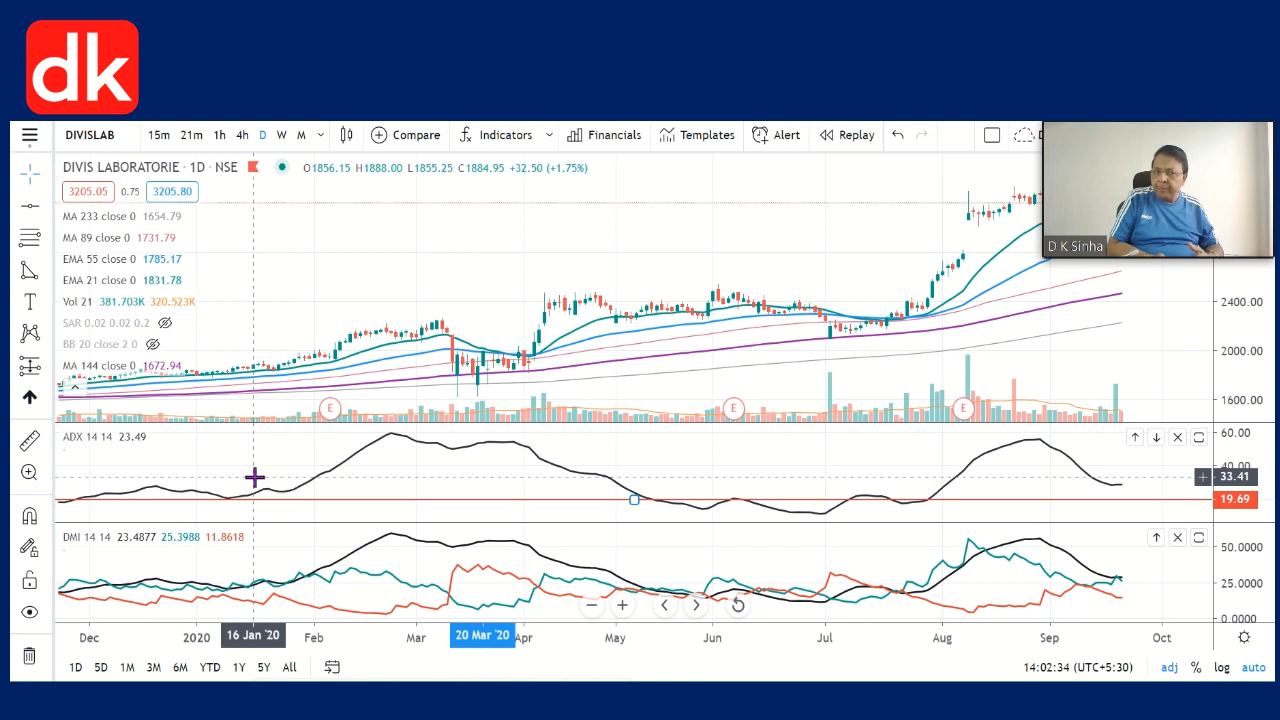 dk
DIVISLAB 15m 21m 1h 4h D W M Compare Indicators Financials Templates Alert Replay
DIVIS LABORATORIE · 1D · NSE O1856.15 H1888.00 L1855.25 C1884.95 +32.50 (+1.75%)
3205.05 0.75 3205.80
MA 233 close 0 1654.79
MA 89 close 0 1731.79
EMA 55 close 0 1785.17
EMA 21 close 0 1831.78
Vol 21 381.703K 320.523K
SAR 0.02 0.02 0.2
BB 20 close 2 0
MA 144 close 0 1672.94
D K Sinha
2400.00
2000.00
1600.00
E E E
ADX 14 14 23.49
60.00
40.00
33.41
19.69
DMI 14 14 23.4877 25.3988 11.8618
50.0000
25.0000
0.0000
Dec 2020 16 Jan '20 Feb Mar 20 Mar '20 Apr May Jun Jul Aug Sep Oct
1D 5D 1M 3M 6M YTD 1Y 5Y All 14:02:34 (UTC+5:30) adj % log auto